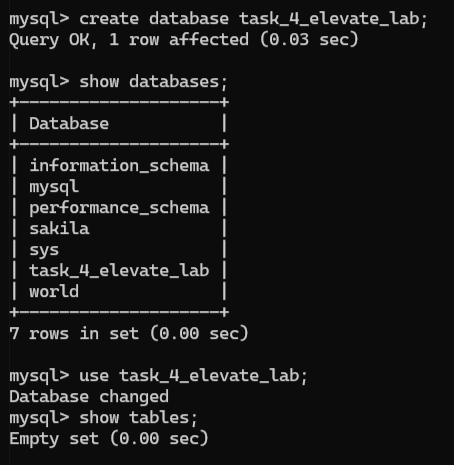 mysql> create database task_4_elevate_lab;
Query OK, 1 row affected (0.03 sec)
mysql> show databases;
+--------------------+
| Database           |
+--------------------+
| information_schema |
| mysql              |
| performance_schema |
| sakila             |
| sys                |
| task_4_elevate_lab |
| world              |
+--------------------+
7 rows in set (0.00 sec)
mysql> use task_4_elevate_lab;
Database changed
mysql> show tables;
Empty set (0.00 sec)